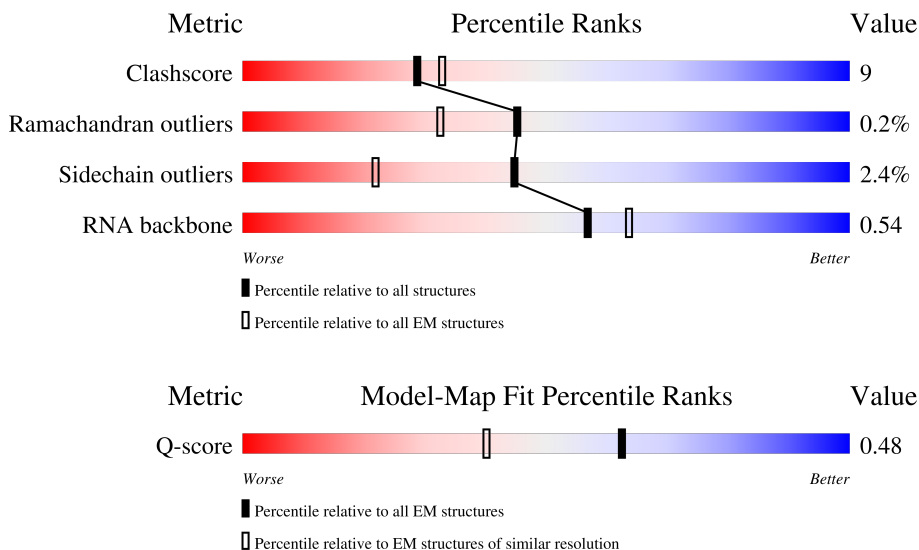 Metric Percentile Ranks Value
Clashscore 9
Ramachandran outliers 0.2%
Sidechain outliers 2.4%
RNA backbone 0.54
Worse Better
Percentile relative to all structures
Percentile relative to all EM structures
Metric Model-Map Fit Percentile Ranks Value
Q-score 0.48
Worse Better
Percentile relative to all EM structures
Percentile relative to EM structures of similar resolution